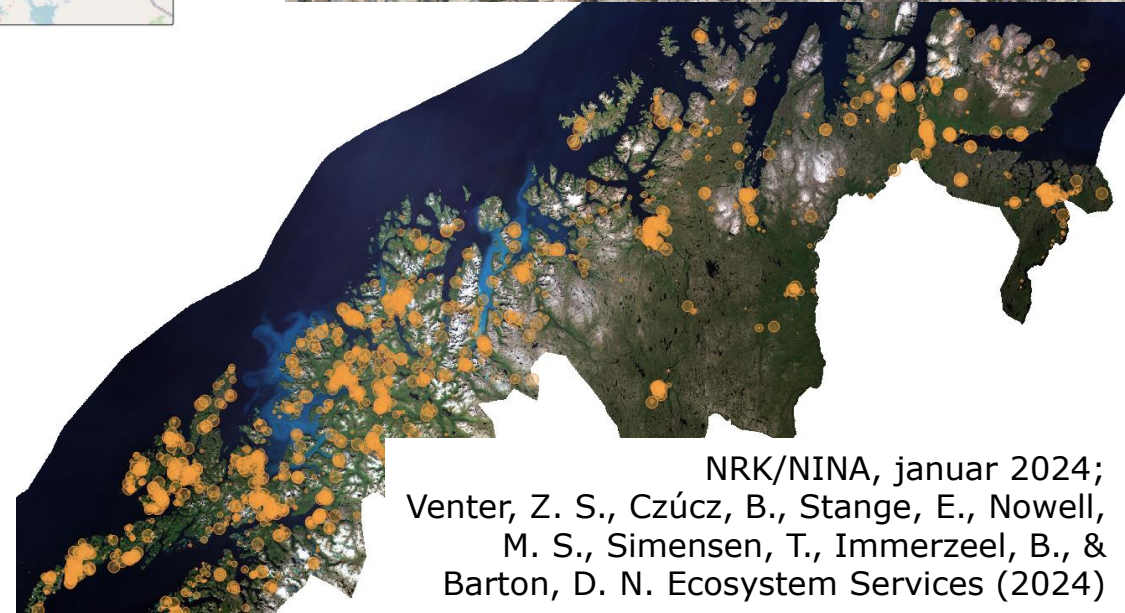 NRK/NINA, januar 2024;
Venter, Z. S., Czúcz, B., Stange, E., Nowell,
M. S., Simensen, T., Immerzeel, B., &
Barton, D. N. Ecosystem Services (2024)